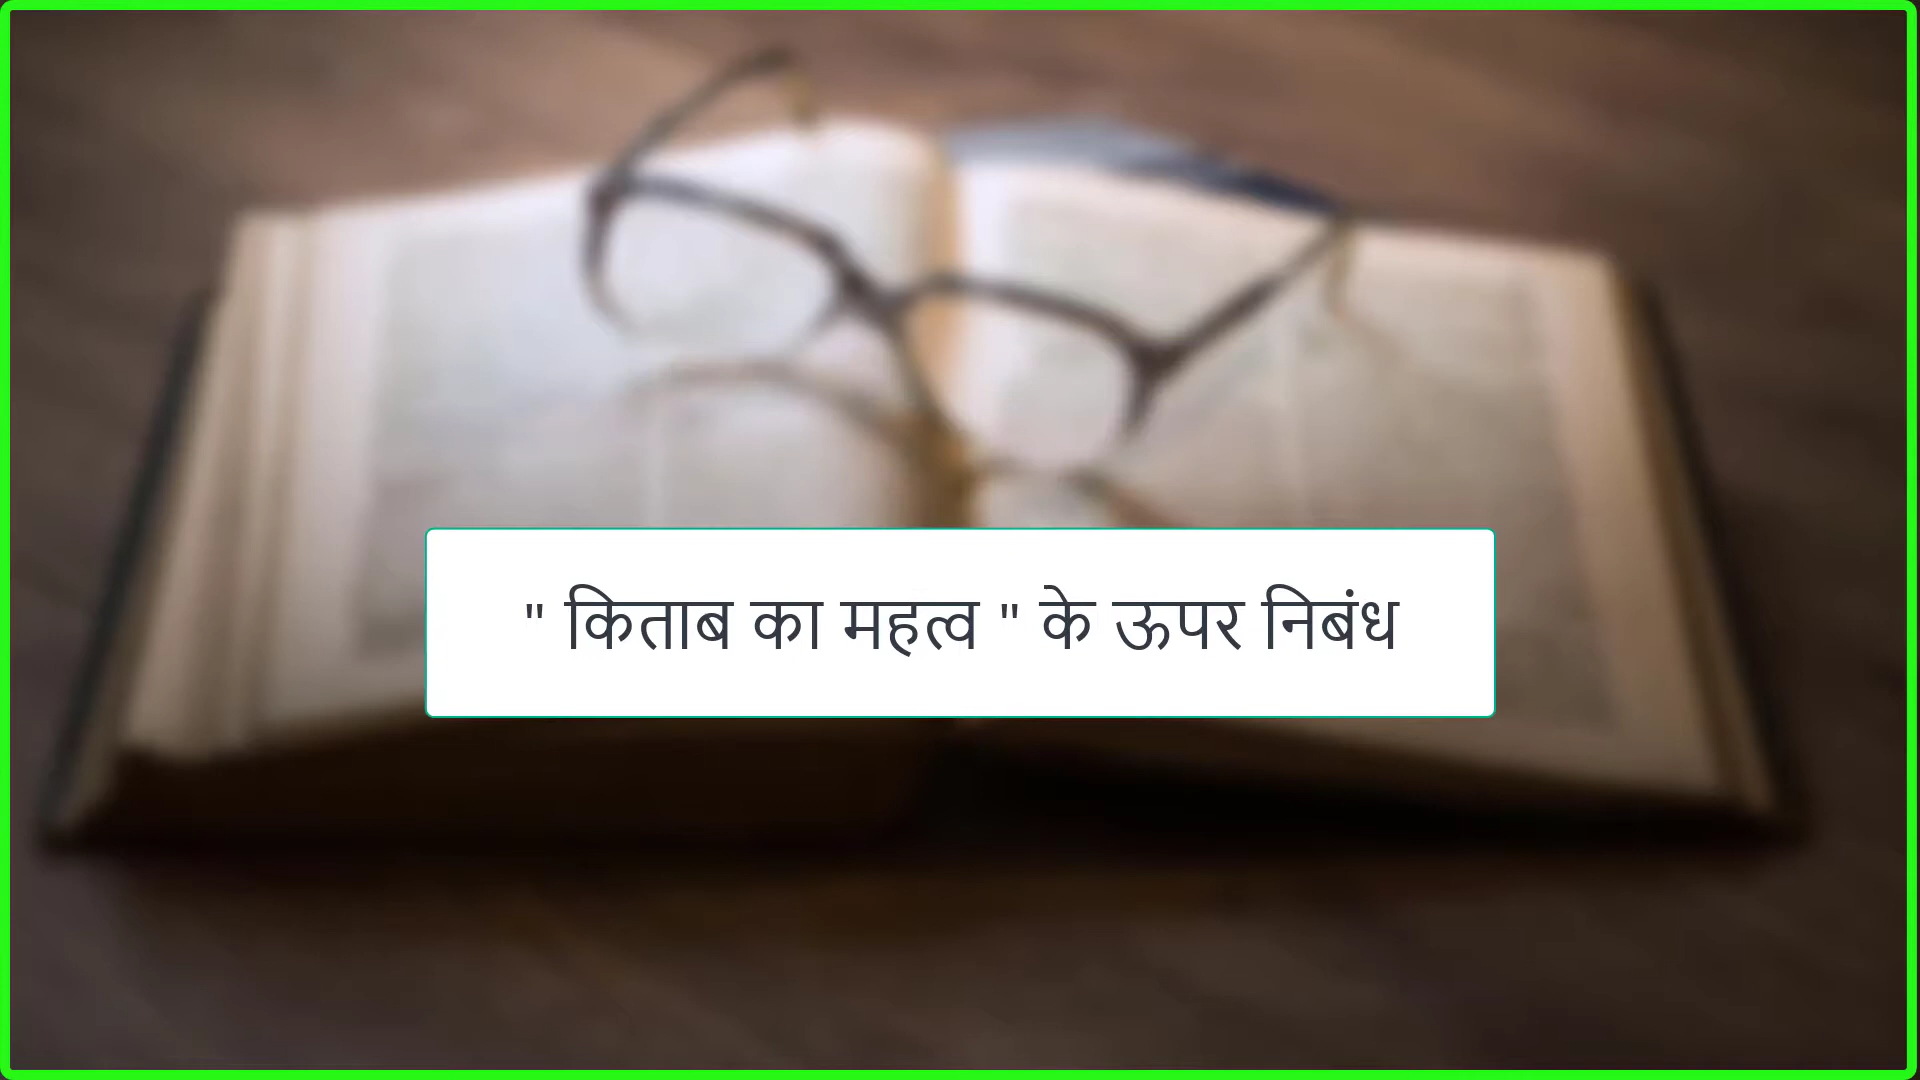 " किताब का महत्व " के ऊपर निबंध